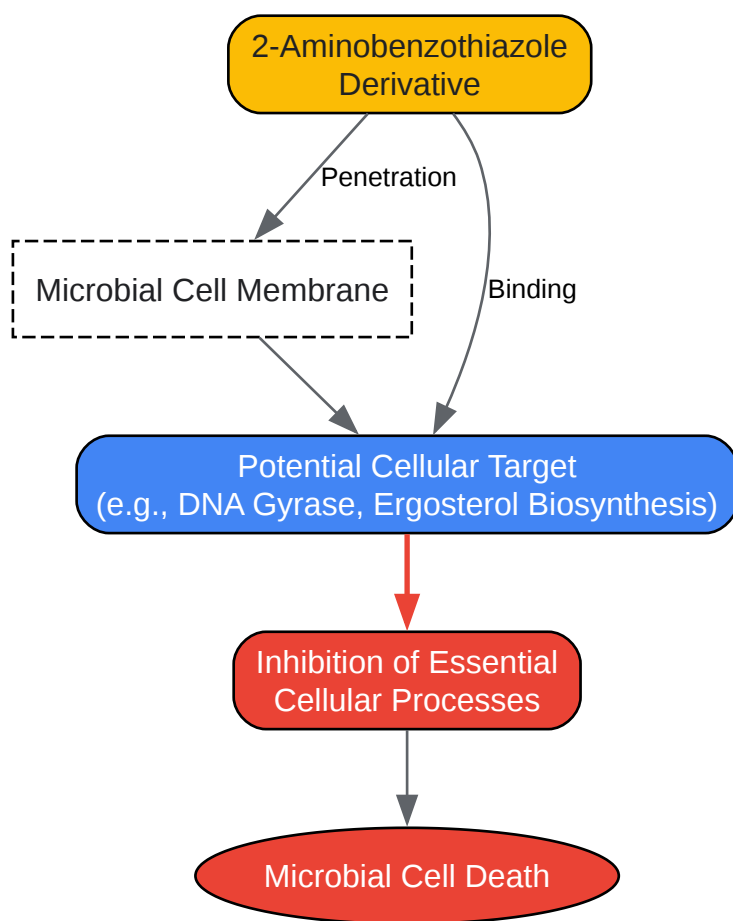 2-Aminobenzothiazole
Derivative
Penetration
Microbial Cell Membrane
Binding
Potential Cellular Target
(e.g., DNA Gyrase, Ergosterol Biosynthesis)
Inhibition of Essential
Cellular Processes
Microbial Cell Death